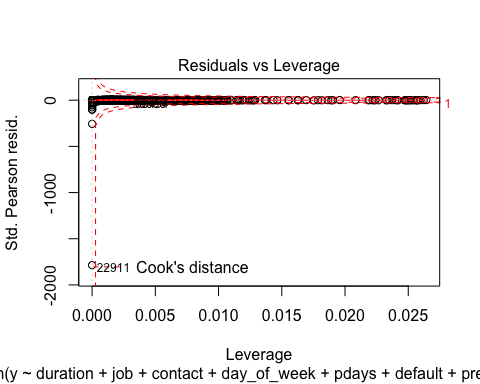 Residuals vs Leverage
Std. Pearson resid.
0
-1000
-2000
1
22911
Cook's distance
0.000 0.005 0.010 0.015 0.020 0.025
Leverage
n(y ~ duration + job + contact + day_of_week + pdays + default + pre